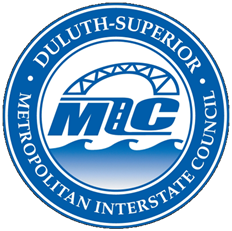 DULUTH-SUPERIOR
MIC
METROPOLITAN INTERSTATE COUNCIL